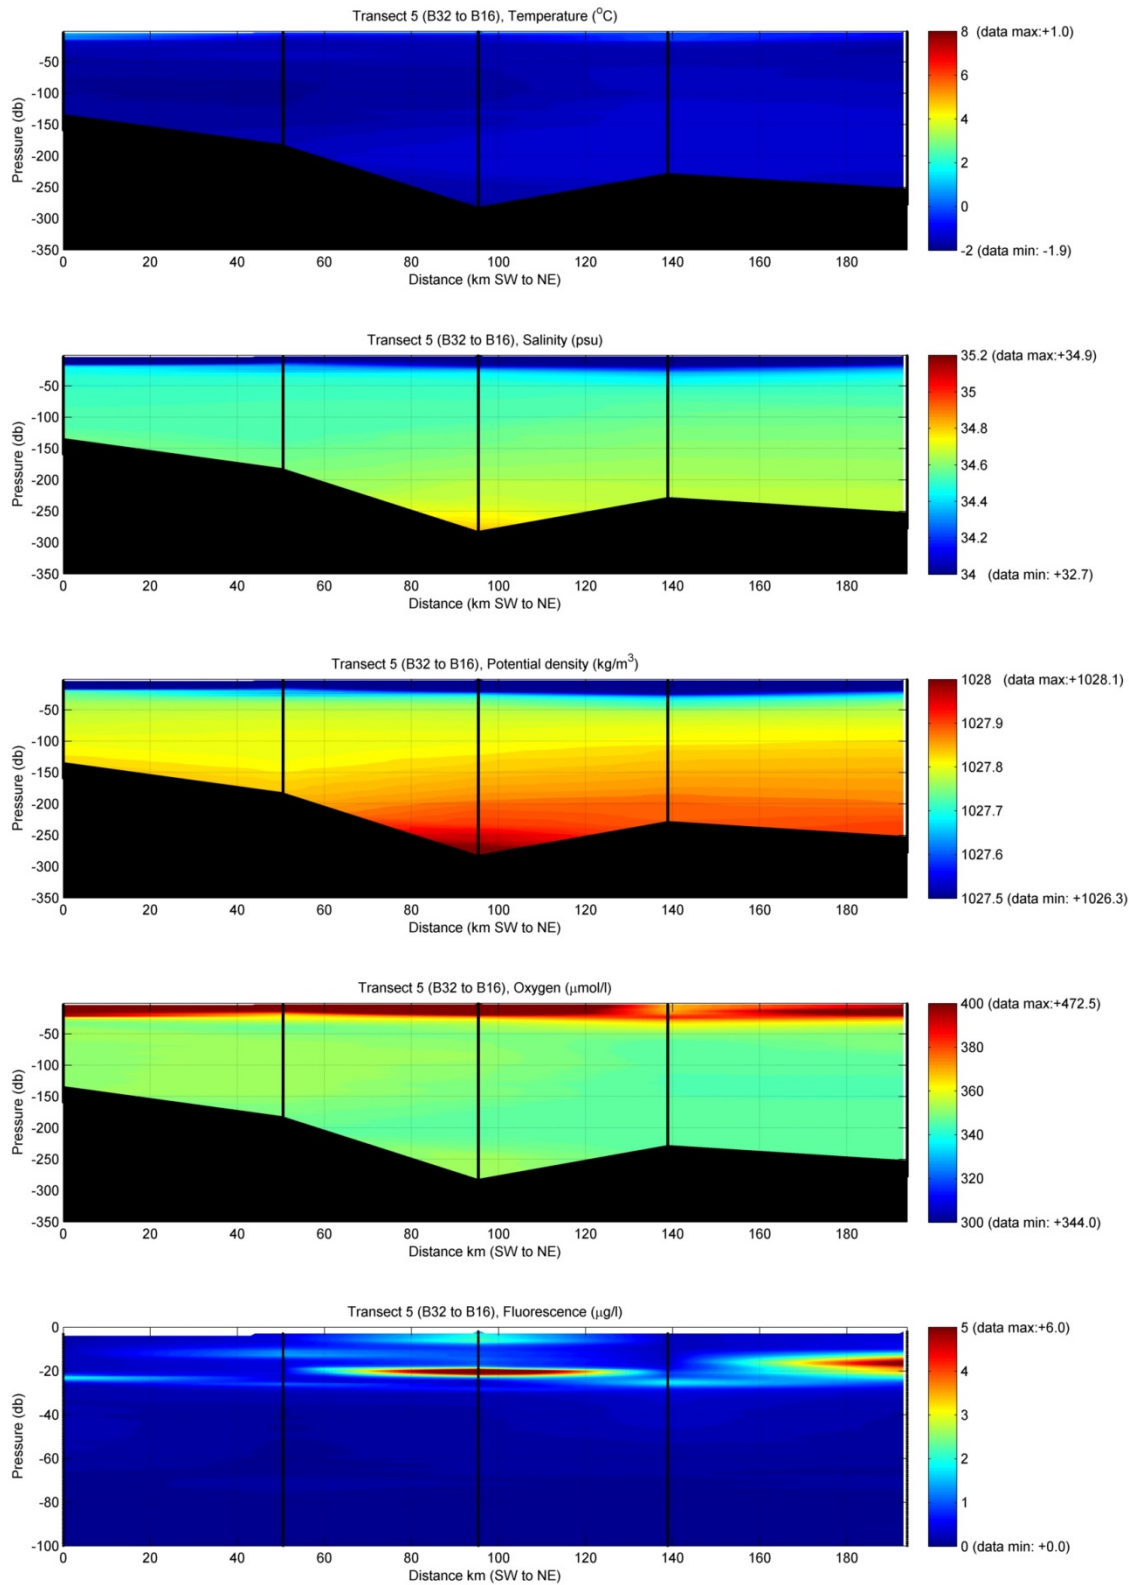 Transect 5 (B32 to B16), Temperature (°C)
8 (data max:+1.0)
6
4
2
0
-2 (data min: -1.9)
Pressure (db)
-50
-100
-150
-200
-250
-300
-350
0 20 40 60 80 100 120 140 160 180
Distance (km SW to NE)
Transect 5 (B32 to B16), Salinity (psu)
35.2 (data max:+34.9)
35
34.8
34.6
34.4
34.2
34 (data min: +32.7)
Pressure (db)
-50
-100
-150
-200
-250
-300
-350
0 20 40 60 80 100 120 140 160 180
Distance (km SW to NE)
Transect 5 (B32 to B16), Potential density (kg/m³)
1028 (data max:+1028.1)
1027.9
1027.8
1027.7
1027.6
1027.5 (data min: +1026.3)
Pressure (db)
-50
-100
-150
-200
-250
-300
-350
0 20 40 60 80 100 120 140 160 180
Distance (km SW to NE)
Transect 5 (B32 to B16), Oxygen (μmol/l)
400 (data max:+472.5)
380
360
340
320
300 (data min: +344.0)
Pressure (db)
-50
-100
-150
-200
-250
-300
-350
0 20 40 60 80 100 120 140 160 180
Distance km (SW to NE)
Transect 5 (B32 to B16), Fluorescence (μg/l)
5 (data max:+6.0)
4
3
2
1
0 (data min: +0.0)
Pressure (db)
0
-20
-40
-60
-80
-100
0 20 40 60 80 100 120 140 160 180
Distance (km SW to NE)